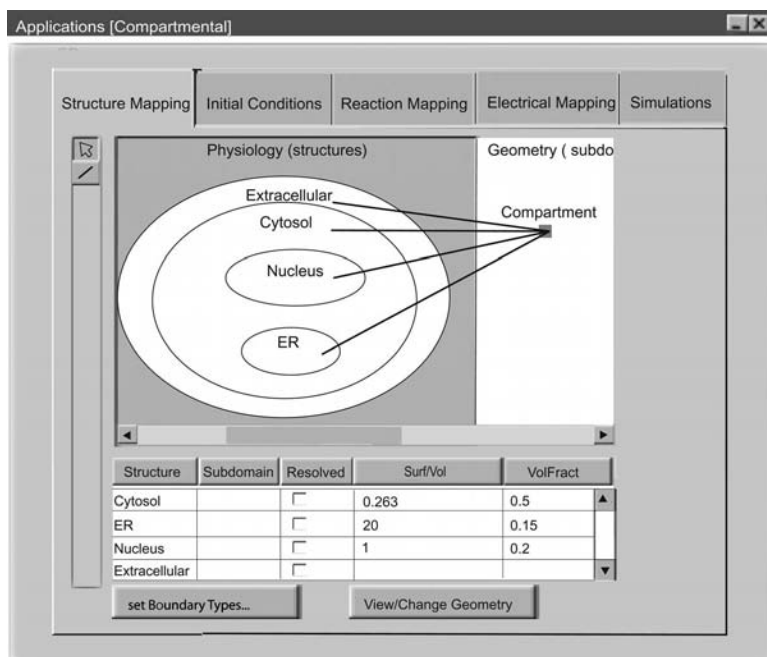 Applications [Compartmental]
Structure Mapping Initial Conditions Reaction Mapping Electrical Mapping Simulations
Physiology (structures) Geometry ( subdo
Extracellular
Compartment
Cytosol
Nucleus
ER
Structure Subdomain Resolved Surf/Vol VolFract
Cytosol 0.263 0.5
ER 20 0.15
Nucleus 1 0.2
Extracellular
set Boundary Types... View/Change Geometry